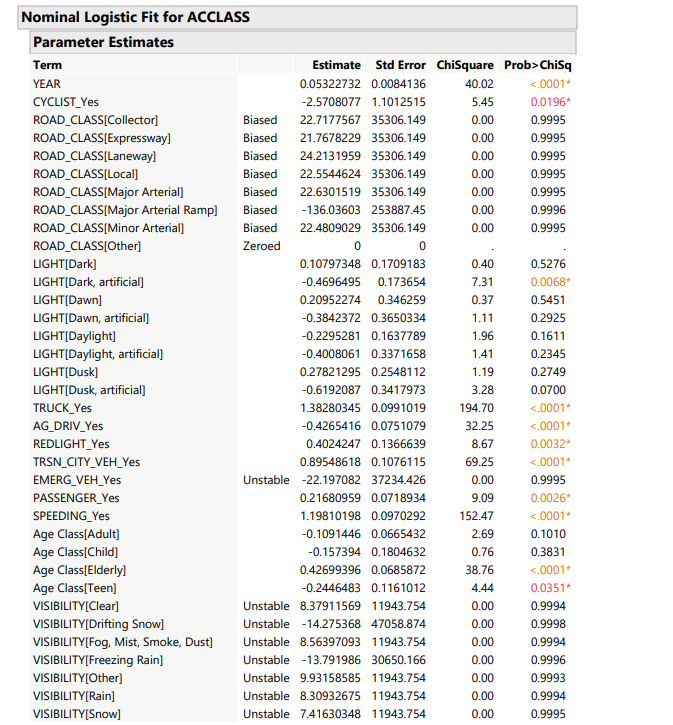 Nominal Logistic Fit for ACCLASS
Parameter Estimates
Term Estimate Std Error ChiSquare Prob>ChiSq
YEAR 0.05322732 0.0084136 40.02 <.0001*
CYCLIST_Yes -2.5708077 1.1012515 5.45 0.0196*
ROAD_CLASS[Collector] Biased 22.7177567 35306.149 0.00 0.9995
ROAD_CLASS[Expressway] Biased 21.7678229 35306.149 0.00 0.9995
ROAD_CLASS[Laneway] Biased 24.2131959 35306.149 0.00 0.9995
ROAD_CLASS[Local] Biased 22.5544624 35306.149 0.00 0.9995
ROAD_CLASS[Major Arterial] Biased 22.6301519 35306.149 0.00 0.9995
ROAD_CLASS[Major Arterial Ramp] Biased -136.03603 253887.45 0.00 0.9996
ROAD_CLASS[Minor Arterial] Biased 22.4809029 35306.149 0.00 0.9995
ROAD_CLASS[Other] Zeroed 0 0 . .
LIGHT[Dark] 0.10797348 0.1709183 0.40 0.5276
LIGHT[Dark, artificial] -0.4696495 0.173654 7.31 0.0068*
LIGHT[Dawn] 0.20952274 0.346259 0.37 0.5451
LIGHT[Dawn, artificial] -0.3842372 0.3650334 1.11 0.2925
LIGHT[Daylight] -0.2295281 0.1637789 1.96 0.1611
LIGHT[Daylight, artificial] -0.4008061 0.3371658 1.41 0.2345
LIGHT[Dusk] 0.27821295 0.2548112 1.19 0.2749
LIGHT[Dusk, artificial] -0.6192087 0.3417973 3.28 0.0700
TRUCK_Yes 1.38280345 0.0991019 194.70 <.0001*
AG_DRIV_Yes -0.4265416 0.0751079 32.25 <.0001*
REDLIGHT_Yes 0.4024247 0.1366639 8.67 0.0032*
TRSN_CITY_VEH_Yes 0.89548618 0.1076115 69.25 <.0001*
EMERG_VEH_Yes Unstable -22.197082 37234.426 0.00 0.9995
PASSENGER_Yes 0.21680959 0.0718934 9.09 0.0026*
SPEEDING_Yes 1.19810198 0.0970292 152.47 <.0001*
Age Class[Adult] -0.1091446 0.0665432 2.69 0.1010
Age Class[Child] -0.157394 0.1804632 0.76 0.3831
Age Class[Elderly] 0.42699396 0.0685872 38.76 <.0001*
Age Class[Teen] -0.2446483 0.1161012 4.44 0.0351*
VISIBILITY[Clear] Unstable 8.37911569 11943.754 0.00 0.9994
VISIBILITY[Drifting Snow] Unstable -14.275368 47058.874 0.00 0.9998
VISIBILITY[Fog, Mist, Smoke, Dust] Unstable 8.56397093 11943.754 0.00 0.9994
VISIBILITY[Freezing Rain] Unstable -13.791986 30650.166 0.00 0.9996
VISIBILITY[Other] Unstable 9.93158585 11943.754 0.00 0.9993
VISIBILITY[Rain] Unstable 8.30932675 11943.754 0.00 0.9994
VISIBILITY[Snow] Unstable 7.41630348 11943.754 0.00 0.9995